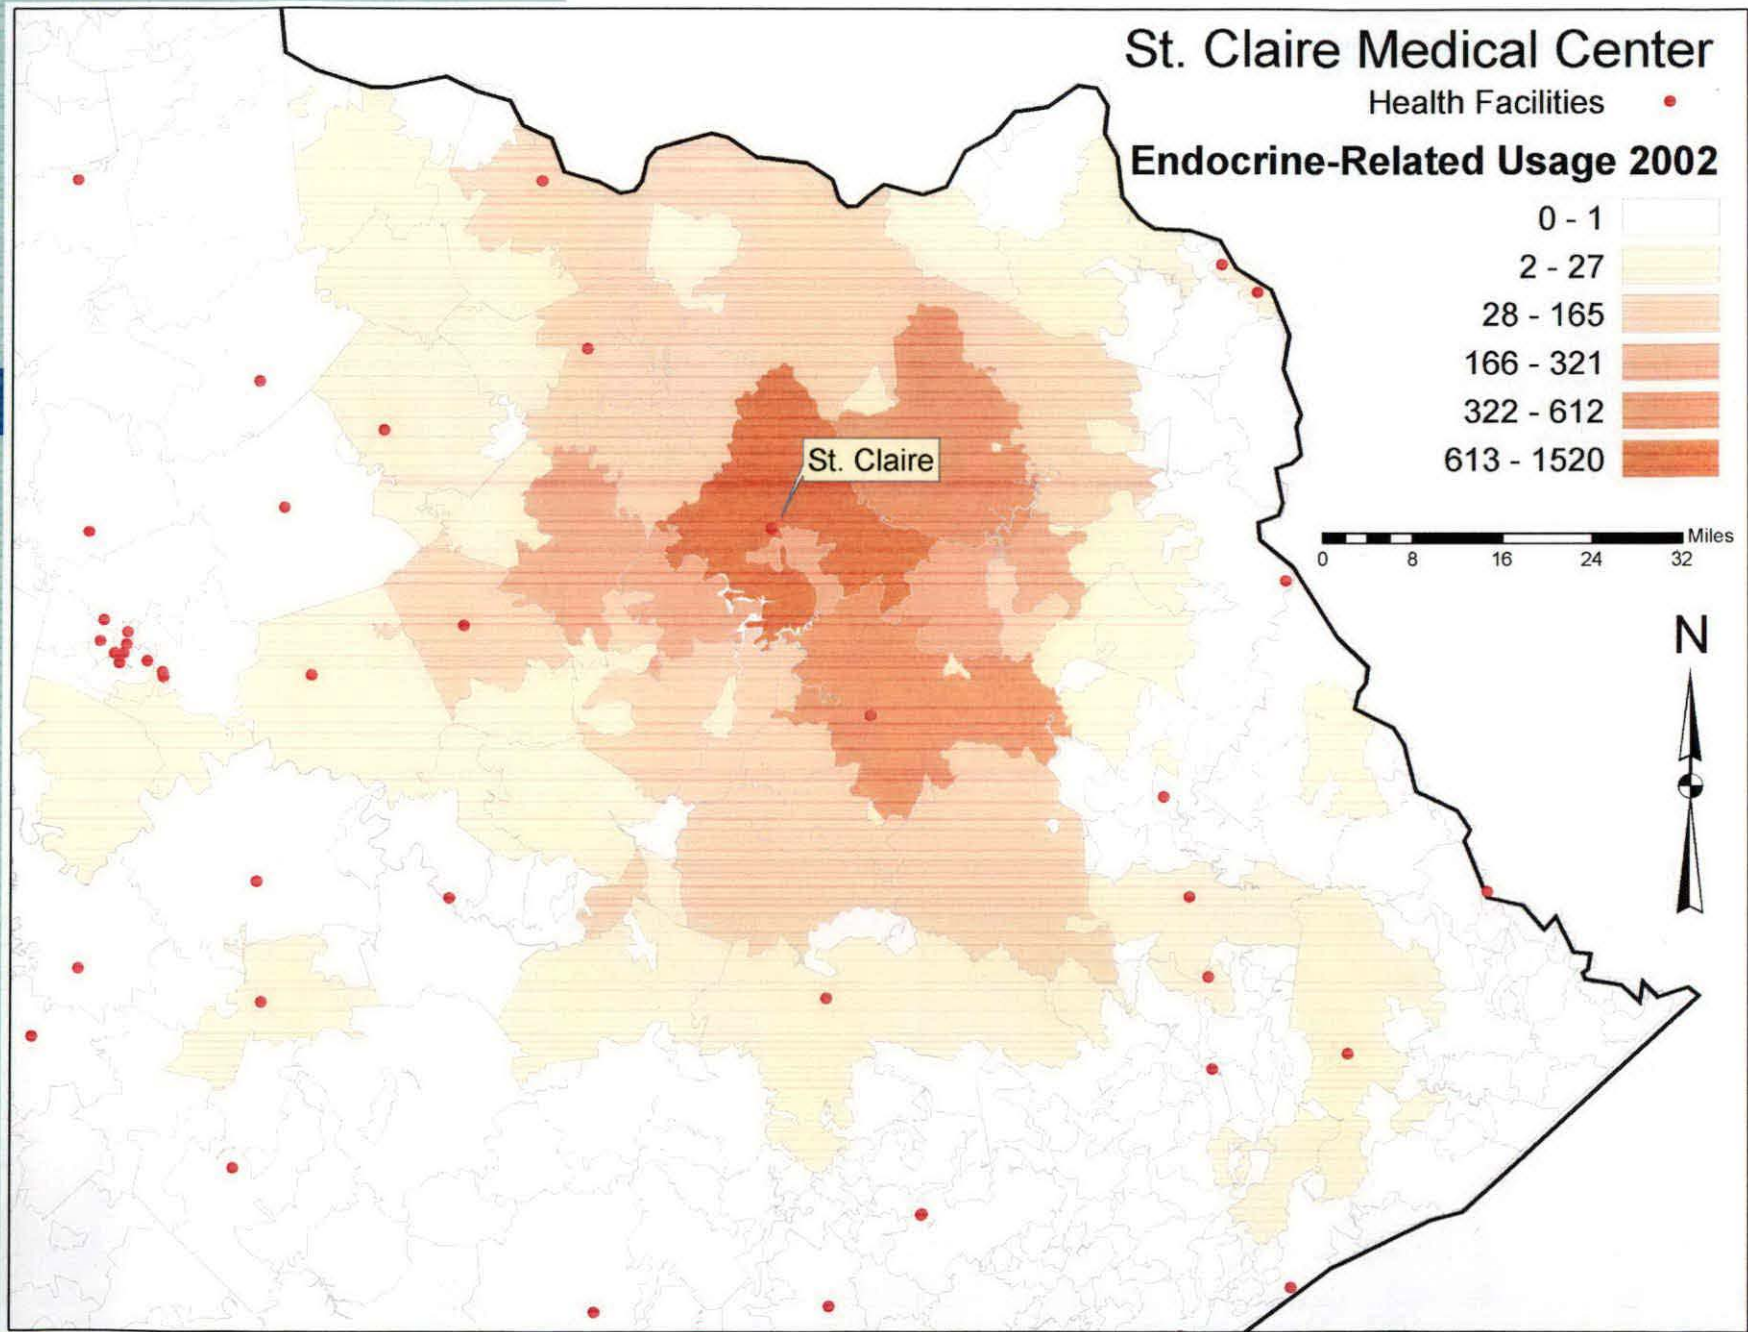 St. Claire Medical Center
Health Facilities
Endocrine-Related Usage 2002
0 - 1
2 - 27
28 - 165
166 - 321
322 - 612
613 - 1520
St. Claire
Miles
0 8 16 24 32
N